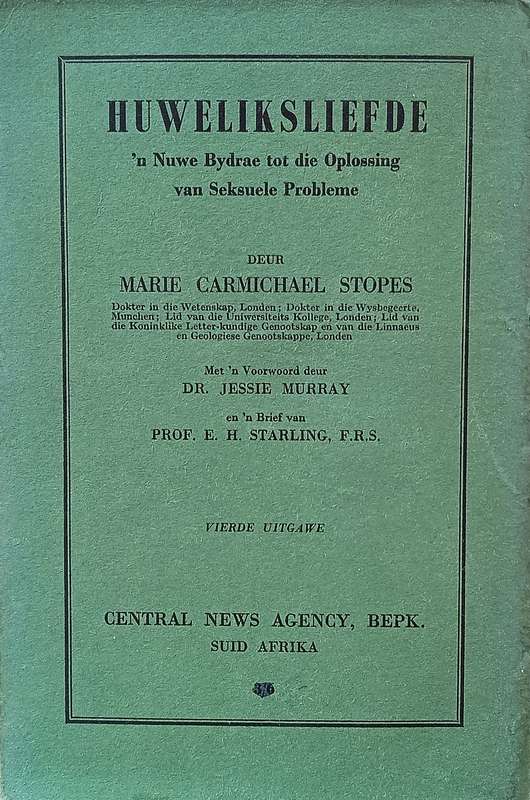 HUWELIKSLIEFDE
'n Nuwe Bydrae tot die Oplossing
van Seksuele Probleme
DEUR
MARIE CARMICHAEL STOPES
Dokter in die Wetenskap, Londen; Dokter in die Wysbegeerte,
Munchen; Lid van die Uniwersiteits Kollege, Londen; Lid van
die Koninklike Letter-kundige Genootskap en van die Linnaeus
en Geologiese Genootskappe, Londen
Met 'n Voorwoord deur
DR. JESSIE MURRAY
en 'n Brief van
PROF. E. H. STARLING, F.R.S.
VIERDE UITGAWE
CENTRAL NEWS AGENCY, BEPK.
SUID AFRIKA